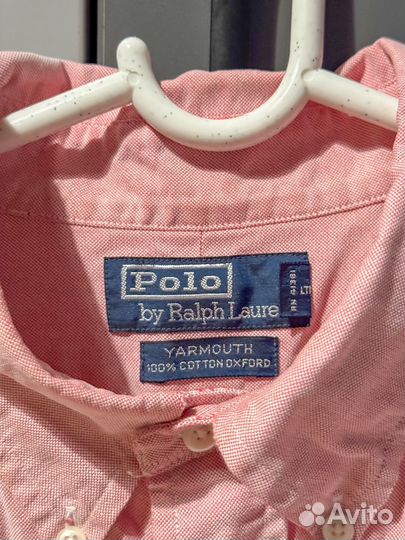 Polo
by Ralph Laure
YARMOUTH
100% COTTON OXFORD
Avito